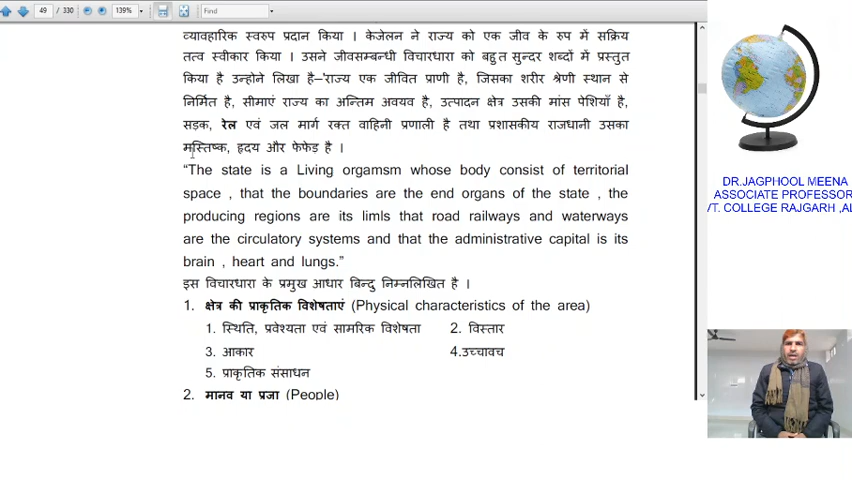 49 / 330 139% Find
व्यावहारिक स्वरुप प्रदान किया । केजेलन ने राज्य को एक जीव के रुप में सक्रिय
तत्व स्वीकार किया । उसने जीवसम्बन्धी विचारधारा को बहुत सुन्दर शब्दों में प्रस्तुत
किया है उन्होने लिखा है–'राज्य एक जीवित प्राणी है, जिसका शरीर श्रेणी स्थान से
निर्मित है, सीमाएं राज्य का अन्तिम अवयव है, उत्पादन क्षेत्र उसकी मांस पेशियाँ है,
सड़क, रेल एवं जल मार्ग रक्त वाहिनी प्रणाली है तथा प्रशासकीय राजधानी उसका
मस्तिष्क, हृदय और फेफेड़ है ।
“The state is a Living orgamsm whose body consist of territorial
space , that the boundaries are the end organs of the state , the
producing regions are its limls that road railways and waterways
are the circulatory systems and that the administrative capital is its
brain , heart and lungs.”
इस विचारधारा के प्रमुख आधार बिन्दु निम्नलिखित है ।
1. क्षेत्र की प्राकृतिक विशेषताएं (Physical characteristics of the area)
1. स्थिति, प्रवेश्यता एवं सामरिक विशेषता 2. विस्तार
3. आकार 4.उच्चावच
5. प्राकृतिक संसाधन
2. मानव या प्रजा (People)
DR.JAGPHOOL MEENA
ASSOCIATE PROFESSOR
VT. COLLEGE RAJGARH ,AL